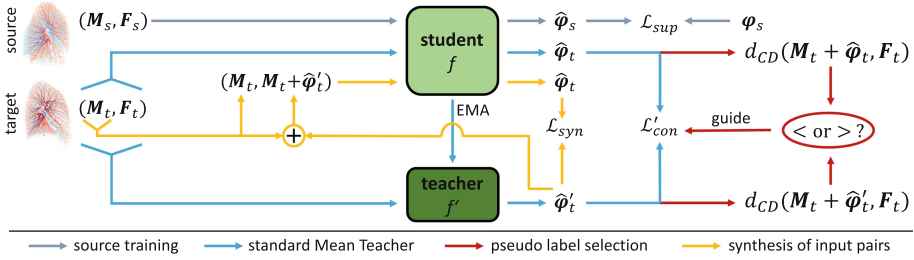 source
(M_s, F_s)
student
f
φ̂_s
ℒ_sup
φ_s
φ̂_t
d_CD(M_t + φ̂_t, F_t)
target
(M_t, F_t)
(M_t, M_t+φ̂′_t)
φ̂_t
EMA
ℒ_syn
ℒ′_con
guide
< or > ?
+
teacher
f′
φ̂′_t
d_CD(M_t + φ̂′_t, F_t)
source training
standard Mean Teacher
pseudo label selection
synthesis of input pairs